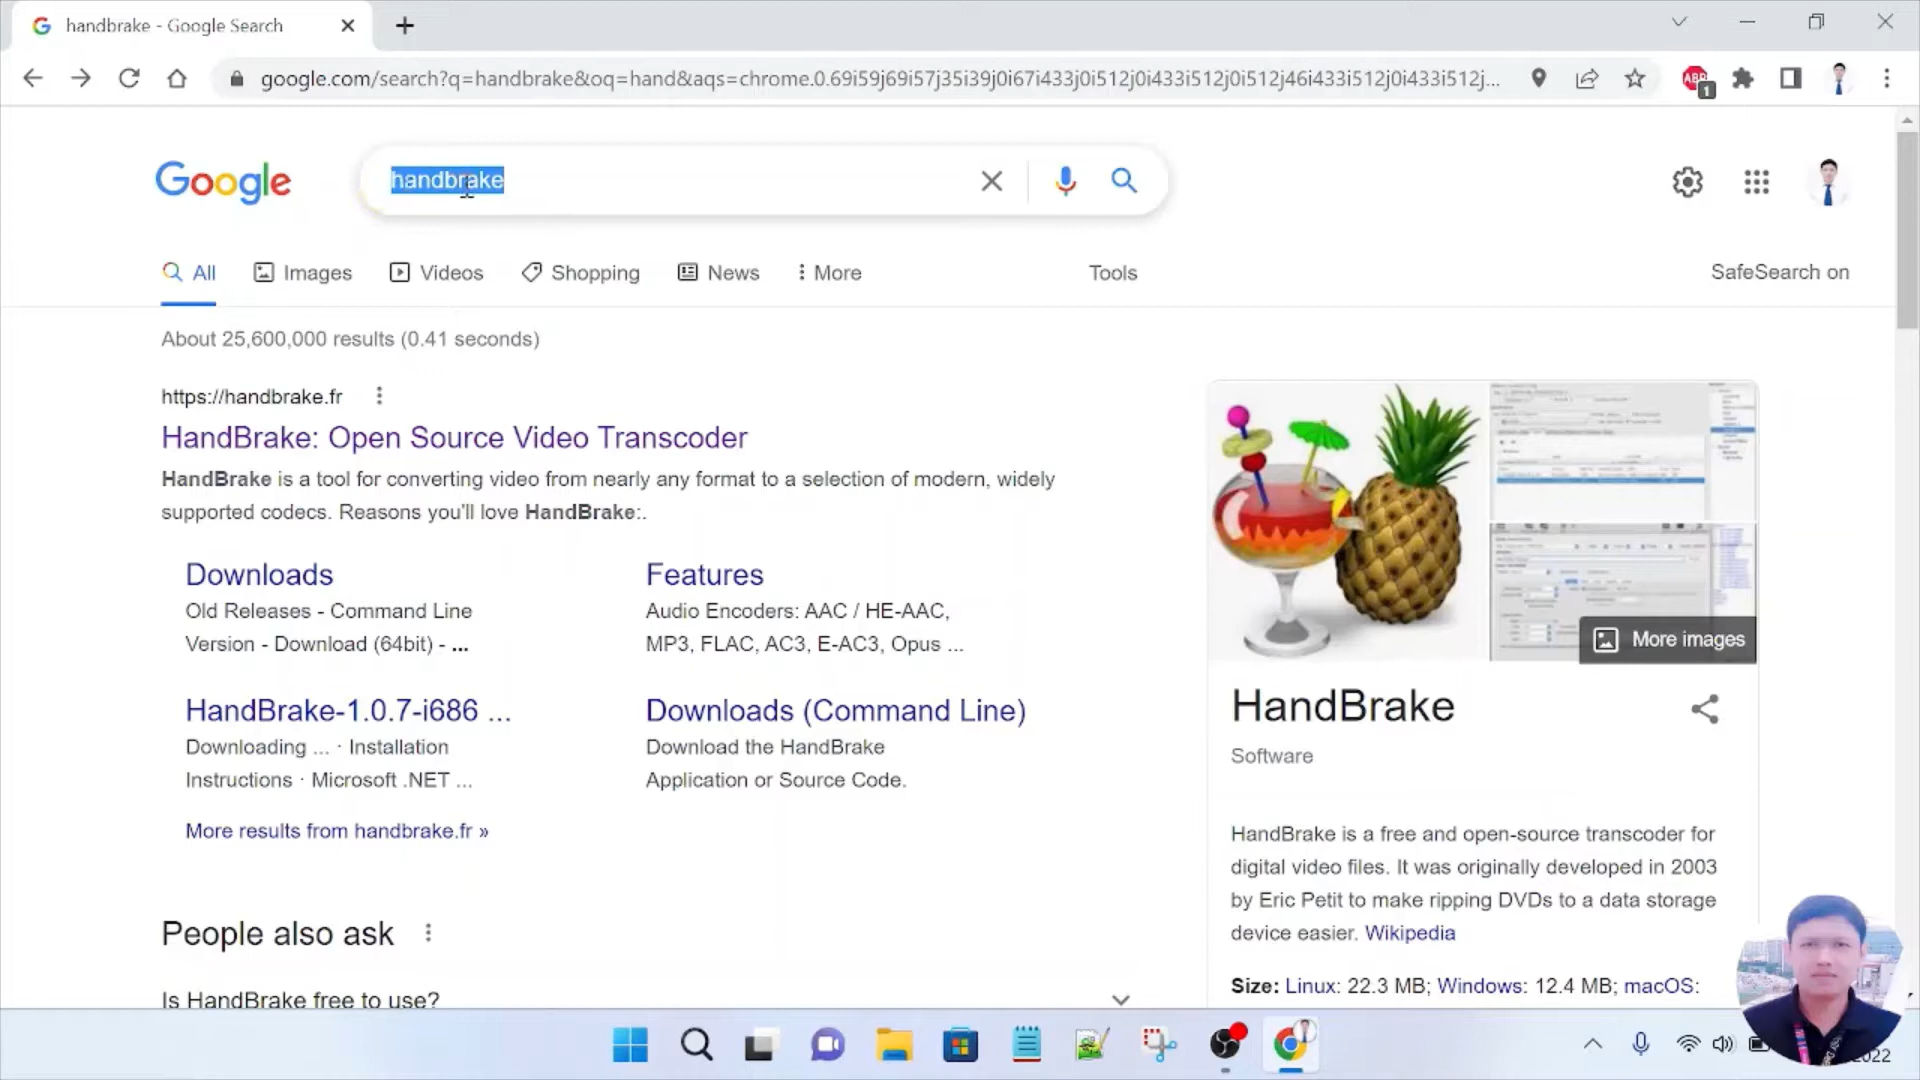 handbrake - Google Search
google.com/search?q=handbrake&oq=hand&aqs=chrome.0.69i59j69i57j35i39j0i67i433j0i512j0i433i512j0i512j46i433i512j0i433i512j...
ABP
1
Google
handbrake
All
Images
Videos
Shopping
News
More
Tools
SafeSearch on
About 25,600,000 results (0.41 seconds)
https://handbrake.fr
HandBrake: Open Source Video Transcoder
HandBrake is a tool for converting video from nearly any format to a selection of modern, widely
supported codecs. Reasons you'll love HandBrake:.
Downloads
Old Releases - Command Line
Version - Download (64bit) - ...
Features
Audio Encoders: AAC / HE-AAC,
MP3, FLAC, AC3, E-AC3, Opus ...
HandBrake-1.0.7-i686 ...
Downloading ... · Installation
Instructions · Microsoft .NET ...
Downloads (Command Line)
Download the HandBrake
Application or Source Code.
More results from handbrake.fr »
People also ask
Is HandBrake free to use?
More images
HandBrake
Software
HandBrake is a free and open-source transcoder for
digital video files. It was originally developed in 2003
by Eric Petit to make ripping DVDs to a data storage
device easier. Wikipedia
Size: Linux: 22.3 MB; Windows: 12.4 MB; macOS:
2022